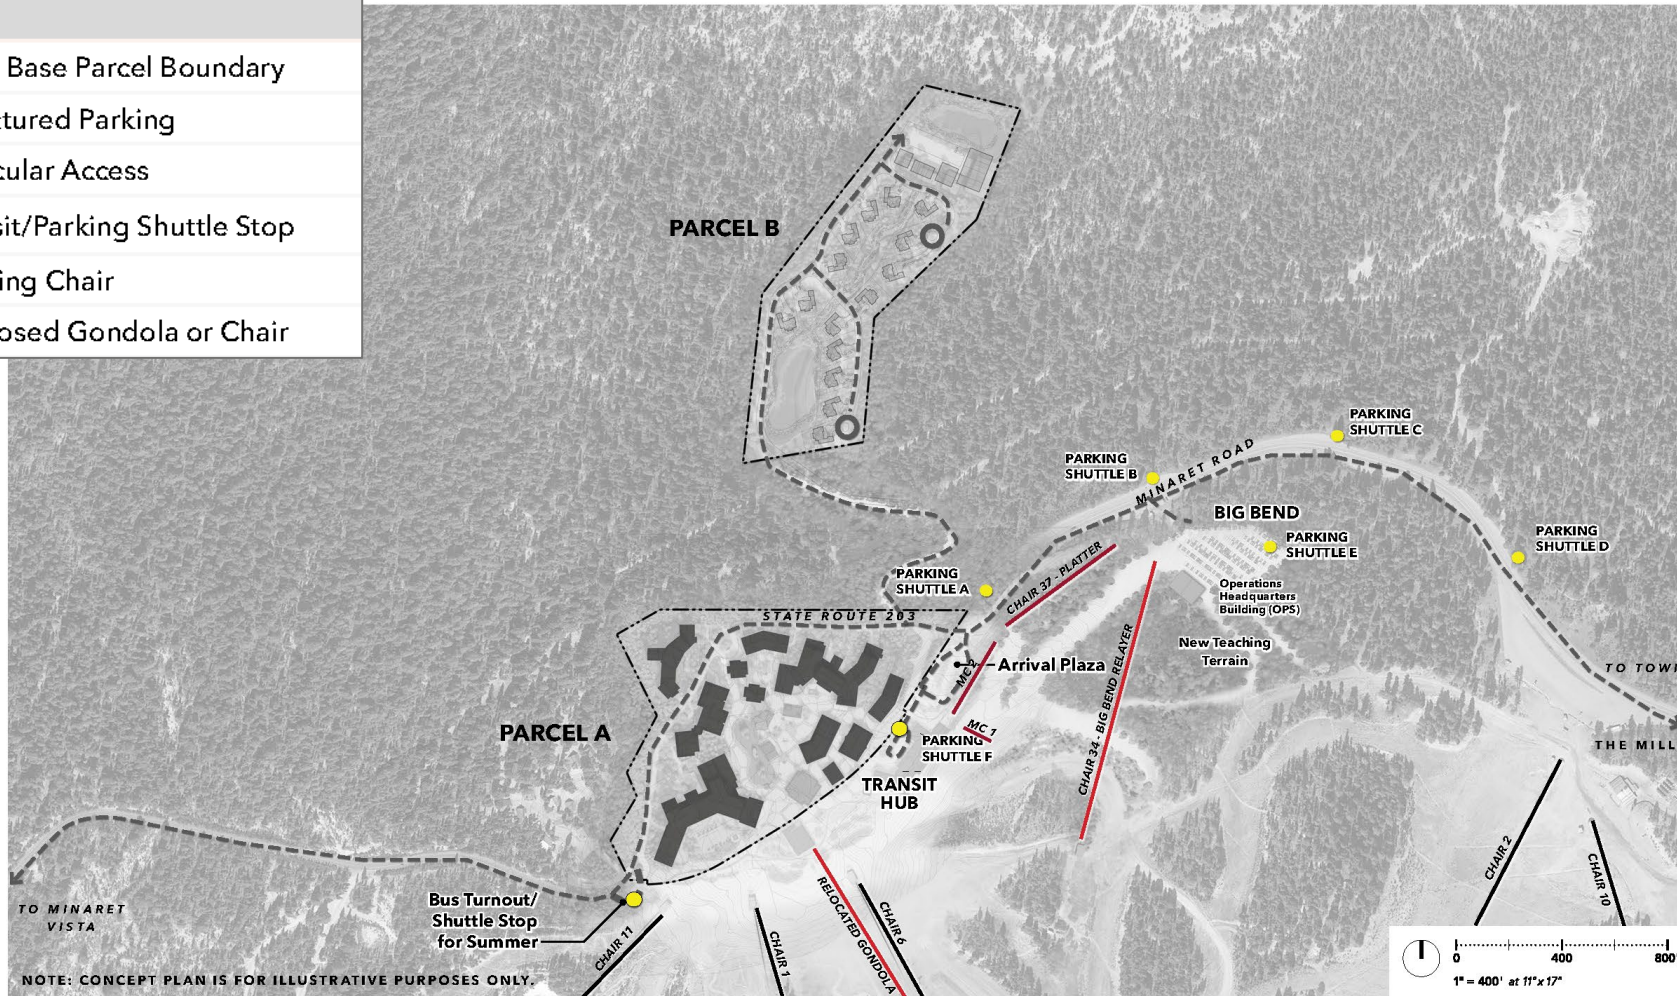 Base Parcel Boundary
tured Parking
cular Access
sit/Parking Shuttle Stop
ing Chair
osed Gondola or Chair
PARCEL B
PARKING
SHUTTLE C
PARKING
SHUTTLE B
MINARET ROAD
BIG BEND
PARKING
SHUTTLE E
PARKING
SHUTTLE D
CHAIR 37 - PLATTER
PARKING
SHUTTLE A
Operations
Headquarters
Building (OPS)
STATE ROUTE 203
New Teaching
Terrain
CHAIR 34 - BIG BEND RELAYER
Arrival Plaza
MC 2
TO TOWN
PARCEL A
MC 1
PARKING
SHUTTLE F
THE MILL
TRANSIT
HUB
CHAIR 2
CHAIR 10
Bus Turnout/
Shuttle Stop
for Summer
TO MINARET
VISTA
CHAIR 11
CHAIR 1
RELOCATED GONDOLA
CHAIR 6
0 400 800'
1" = 400' at 11"x 17"
NOTE: CONCEPT PLAN IS FOR ILLUSTRATIVE PURPOSES ONLY.